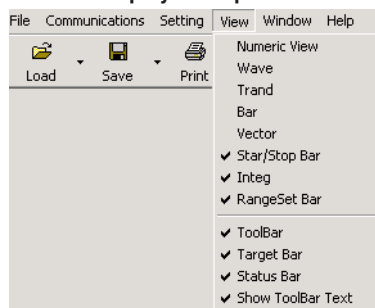 File Communications Setting View Window Help
Load Save Print
Numeric View
Wave
Trand
Bar
Vector
✔ Star/Stop Bar
✔ Integ
✔ RangeSet Bar
✔ ToolBar
✔ Target Bar
✔ Status Bar
✔ Show ToolBar Text